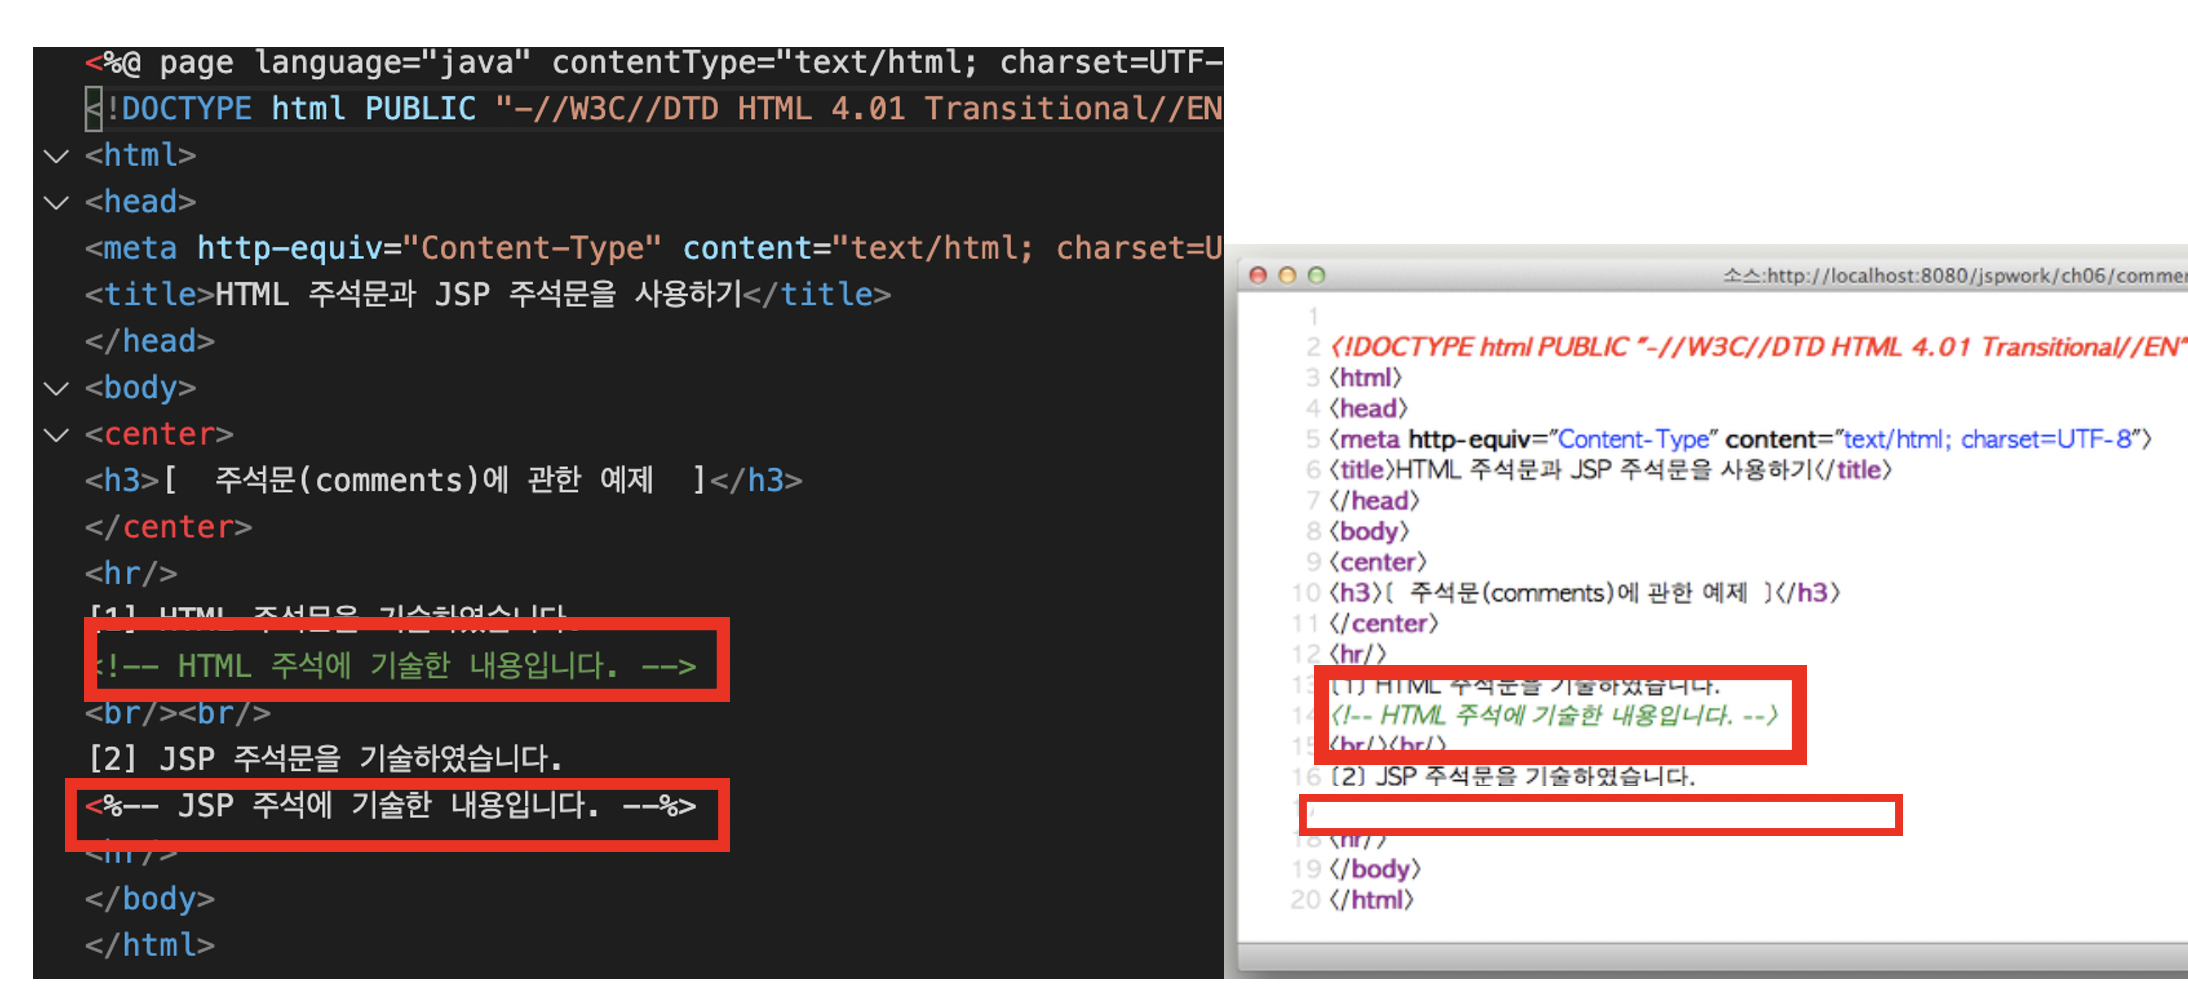 <%@ page language="java" contentType="text/html; charset=UTF-
<!DOCTYPE html PUBLIC "-//W3C//DTD HTML 4.01 Transitional//EN
<html>
<head>
<meta http-equiv="Content-Type" content="text/html; charset=U
<title>HTML 주석문과 JSP 주석문을 사용하기</title>
</head>
<body>
<center>
<h3>[  주석문(comments)에 관한 예제  ]</h3>
</center>
<hr/>
[1] HTML 주석문을 기술하였습니다.
<!-- HTML 주석에 기술한 내용입니다. -->
<br/><br/>
[2] JSP 주석문을 기술하였습니다.
<%-- JSP 주석에 기술한 내용입니다. --%>
<hr/>
</body>
</html>
소스:http://localhost:8080/jspwork/ch06/commen
1
2 <!DOCTYPE html PUBLIC "-//W3C//DTD HTML 4.01 Transitional//EN"
3 <html>
4 <head>
5 <meta http-equiv="Content-Type" content="text/html; charset=UTF-8">
6 <title>HTML 주석문과 JSP 주석문을 사용하기</title>
7 </head>
8 <body>
9 <center>
10 <h3>[  주석문(comments)에 관한 예제  ]</h3>
11 </center>
12 <hr/>
13 [1] HTML 주석문을 기술하였습니다.
14 <!-- HTML 주석에 기술한 내용입니다. -->
15 <br/><br/>
16 [2] JSP 주석문을 기술하였습니다.
17
18 <hr/>
19 </body>
20 </html>